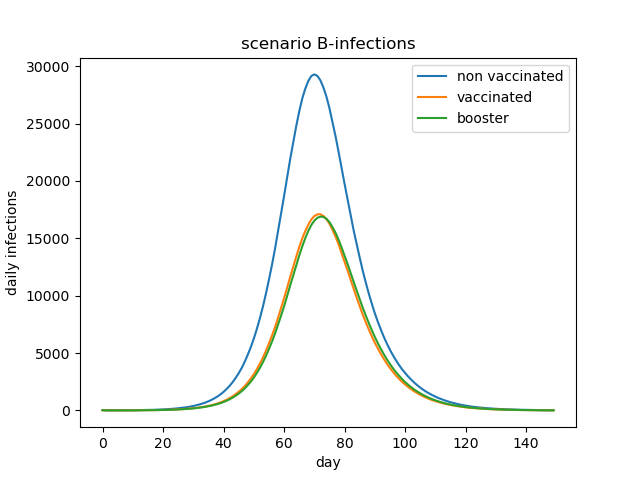 scenario B-infections
non vaccinated
vaccinated
booster
daily infections
30000
25000
20000
15000
10000
5000
0
0 20 40 60 80 100 120 140
day